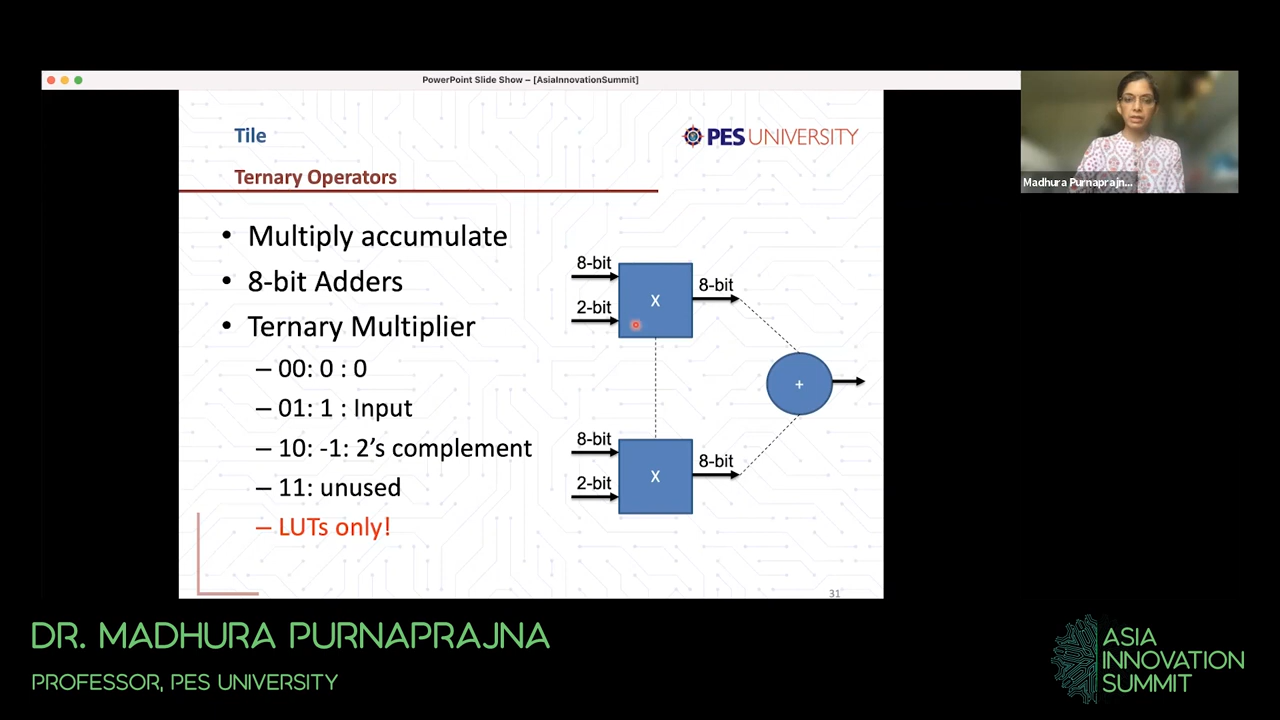 PowerPoint Slide Show – [AsiaInnovationSummit]
Tile
PES UNIVERSITY
Ternary Operators
• Multiply accumulate
• 8-bit Adders
• Ternary Multiplier
– 00: 0 : 0
– 01: 1 : Input
– 10: -1: 2’s complement
– 11: unused
– LUTs only!
8-bit
2-bit
X
8-bit
+
8-bit
2-bit
X
8-bit
31
Madhura Purnaprajn...
DR. MADHURA PURNAPRAJNA
PROFESSOR, PES UNIVERSITY
ASIA
INNOVATION
SUMMIT